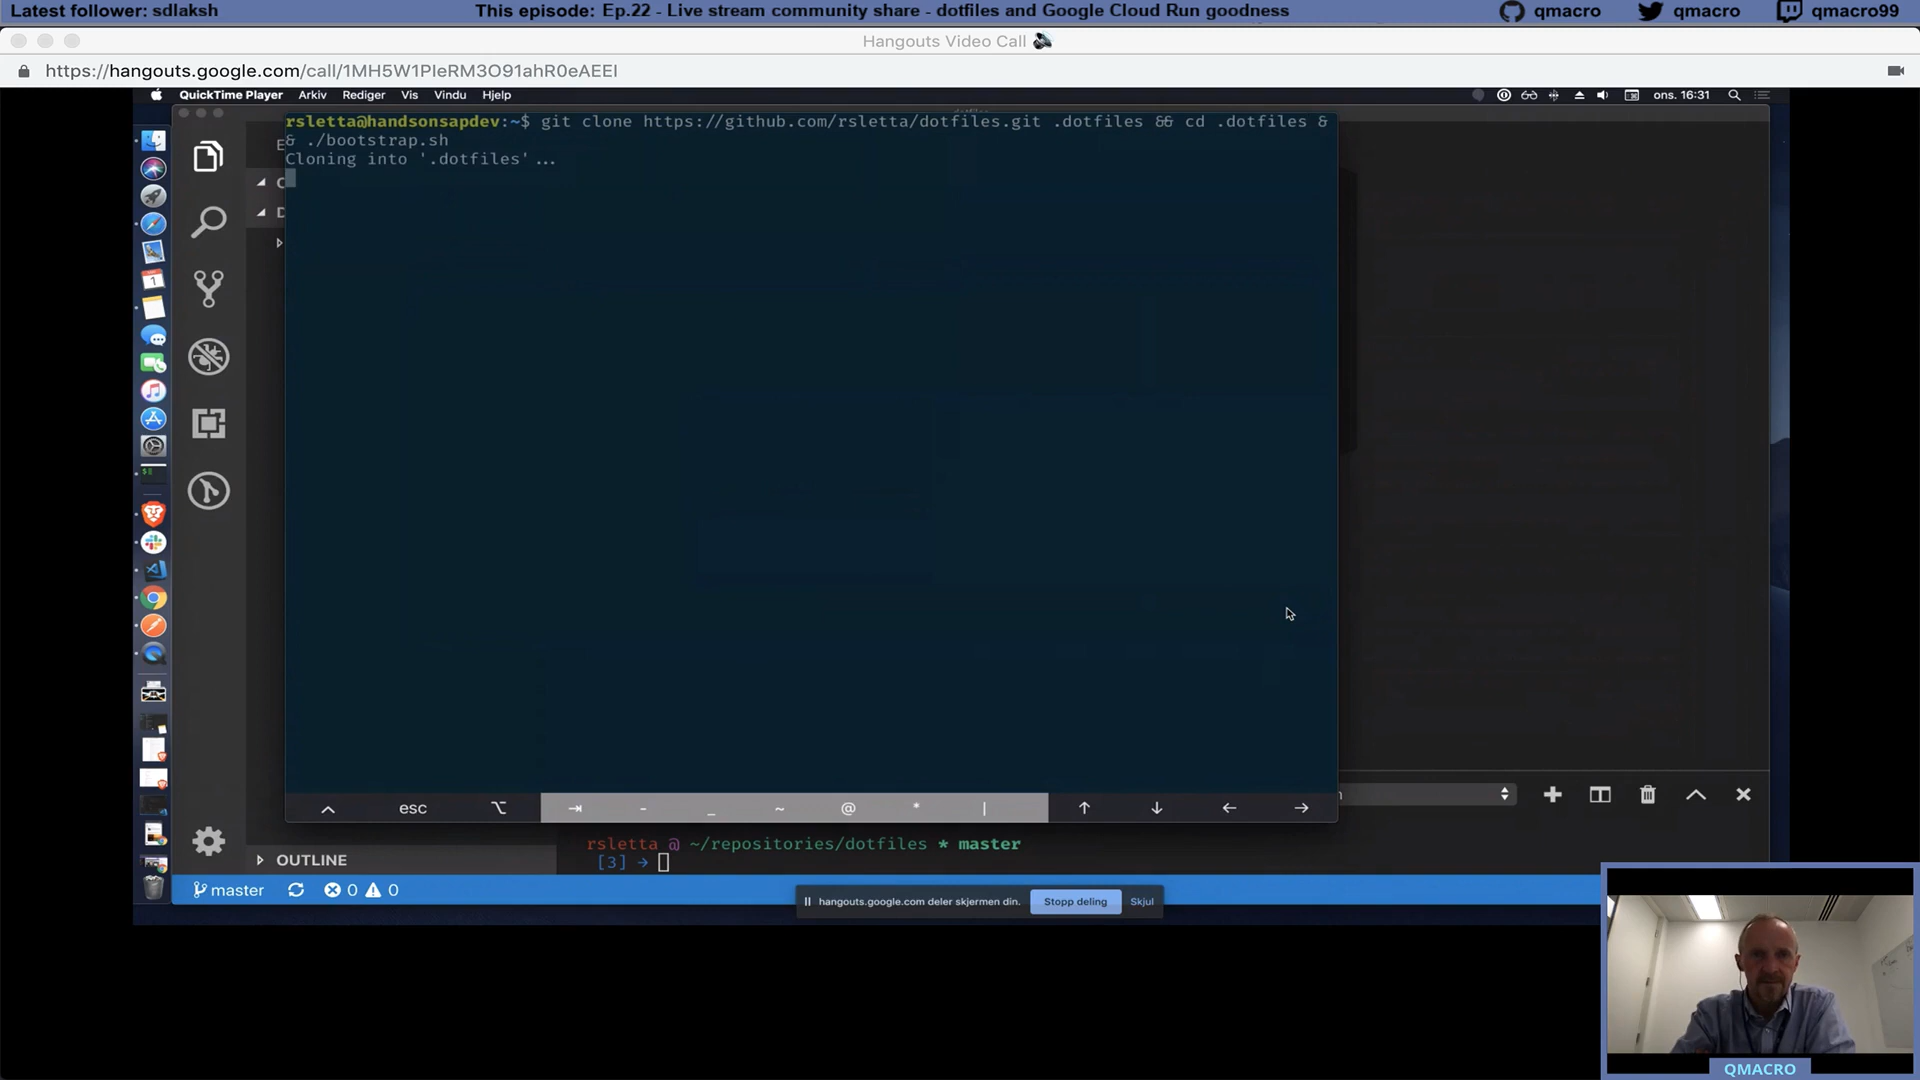 Latest follower: sdlaksh
This episode: Ep.22 - Live stream community share - dotfiles and Google Cloud Run goodness
qmacro
qmacro
qmacro99
Hangouts Video Call
https://hangouts.google.com/call/1MH5W1PIeRM3O91ahR0eAEEI
QuickTime Player Arkiv Rediger Vis Vindu Hjelp
ons. 16:31
rsletta@handsonsapdev:~$ git clone https://github.com/rsletta/dotfiles.git .dotfiles && cd .dotfiles &
& ./bootstrap.sh
Cloning into '.dotfiles'...
esc - _ ~ @ * |
OUTLINE
rsletta @ ~/repositories/dotfiles * master
[3] →
master 0 0
hangouts.google.com deler skjermen din. Stopp deling Skjul
QMACRO